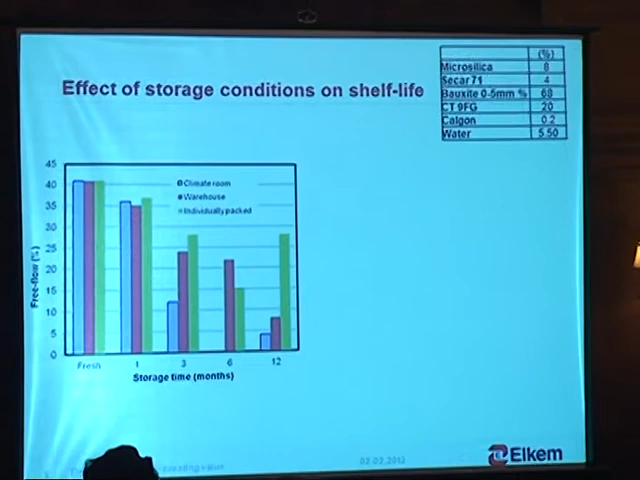 Effect of storage conditions on shelf-life
(%)
Microsilica 8
Secar 71 4
Bauxite 0-5mm % 68
CT 9FG 20
Calgon 0.2
Water 5.50
45
40
35
30
25
20
15
10
5
0
Free-flow (%)
Climate room
Warehouse
Individually packed
Fresh 1 3 6 12
Storage time (months)
creating value
02.02.2012
Elkem